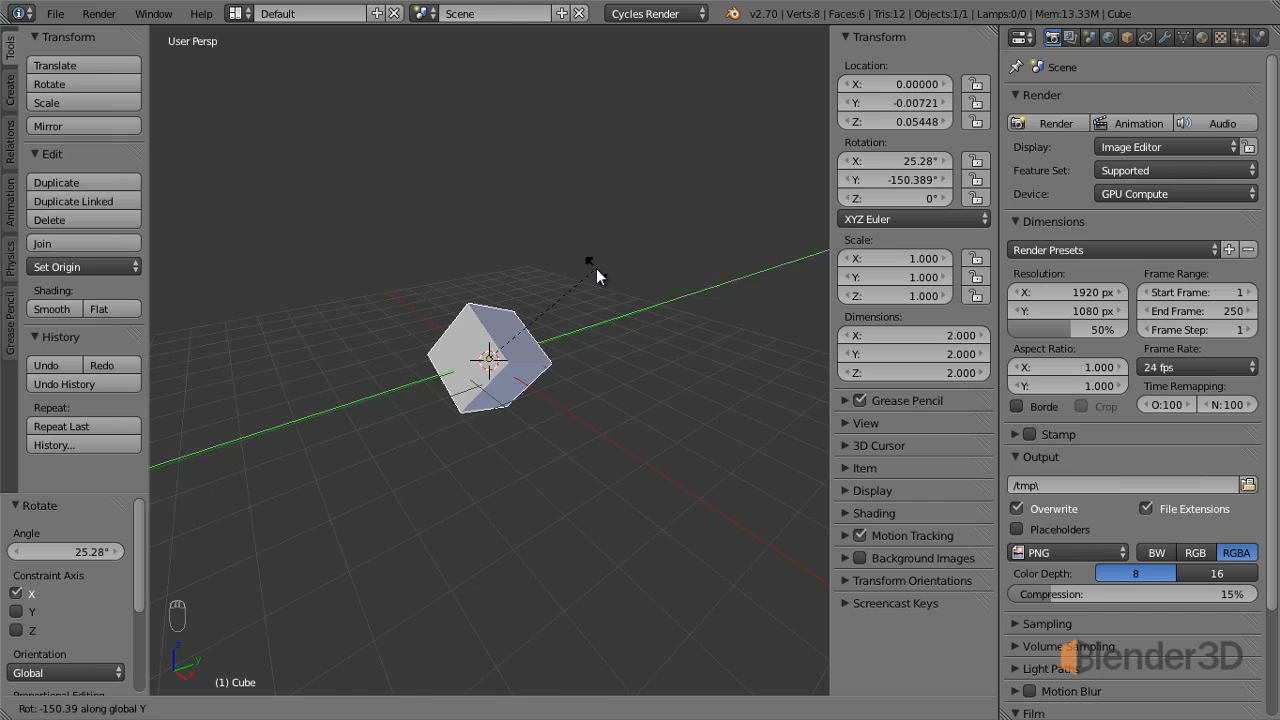 File Render Window Help Default Scene Cycles Render v2.70 | Verts:8 | Faces:6 | Tris:12 | Objects:1/1 | Lamps:0/0 | Mem:13.33M | Cube
Tools
Create
Relations
Animation
Physics
Grease Pencil
Transform
Translate
Rotate
Scale
Mirror
Edit
Duplicate
Duplicate Linked
Delete
Join
Set Origin
Shading:
Smooth Flat
History
Undo Redo
Undo History
Repeat:
Repeat Last
History...
Rotate
Angle
25.28°
Constraint Axis
X
Y
Z
Orientation
Global
User Persp
(1) Cube
z
y
x
Rot: -150.39 along global Y
Transform
Location:
X: 0.00000
Y: -0.00721
Z: 0.05448
Rotation:
X: 25.28°
Y: -150.389°
Z: 0°
XYZ Euler
Scale:
X: 1.000
Y: 1.000
Z: 1.000
Dimensions:
X: 2.000
Y: 2.000
Z: 2.000
Grease Pencil
View
3D Cursor
Item
Display
Shading
Motion Tracking
Background Images
Transform Orientations
Screencast Keys
Scene
Render
Render Animation Audio
Display: Image Editor
Feature Set: Supported
Device: GPU Compute
Dimensions
Render Presets
Resolution: Frame Range:
X: 1920 px Start Frame: 1
Y: 1080 px End Frame: 250
50% Frame Step: 1
Aspect Ratio: Frame Rate:
X: 1.000 24 fps
Y: 1.000 Time Remapping:
Borde Crop O:100 N:100
Stamp
Output
/tmp\
Overwrite File Extensions
Placeholders
PNG BW RGB RGBA
Color Depth: 8 16
Compression: 15%
Sampling
Volume Sampling
Light Paths
Blender3D
Motion Blur
Film